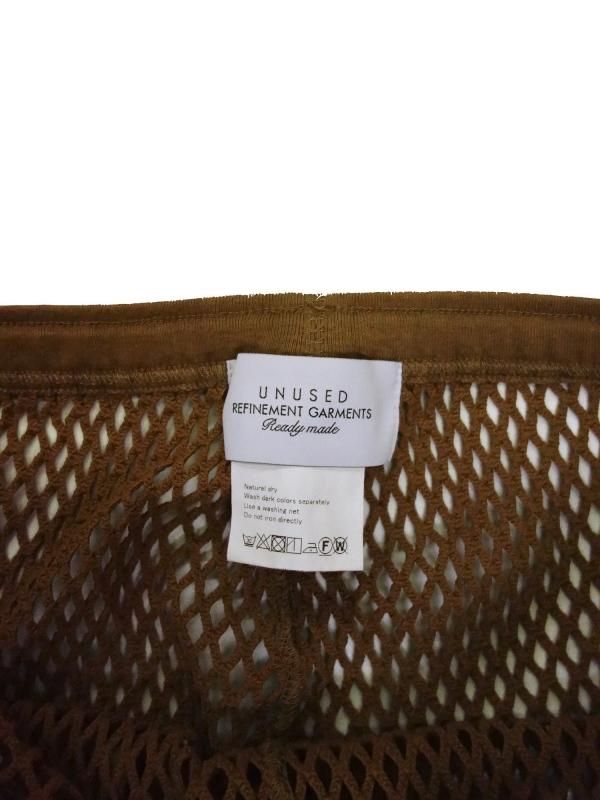 UNUSED
REFINEMENT GARMENTS
Ready made
Natural dry
Wash dark colors separately
Use a washing net
Do not iron directly
F W